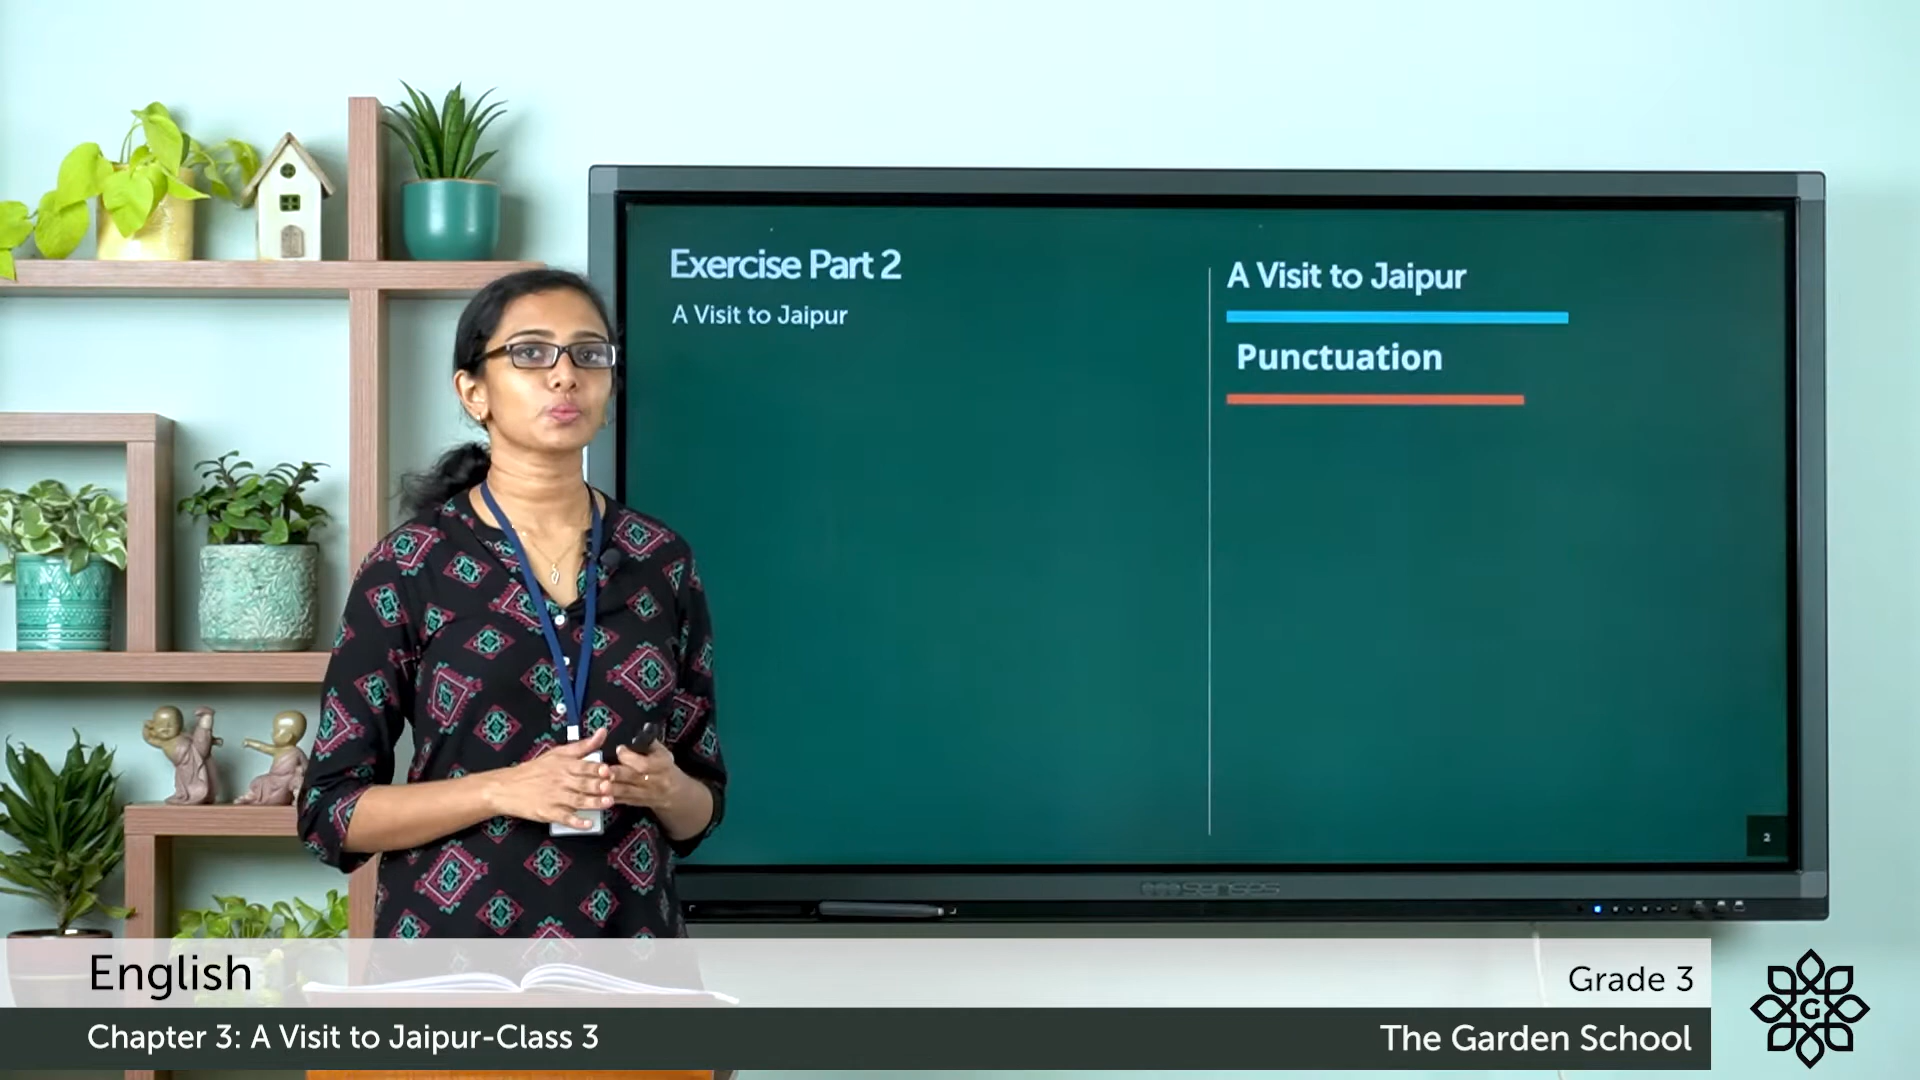 Exercise Part 2
A Visit to Jaipur
A Visit to Jaipur
Punctuation
2
English
Grade 3
Chapter 3: A Visit to Jaipur-Class 3
The Garden School
G